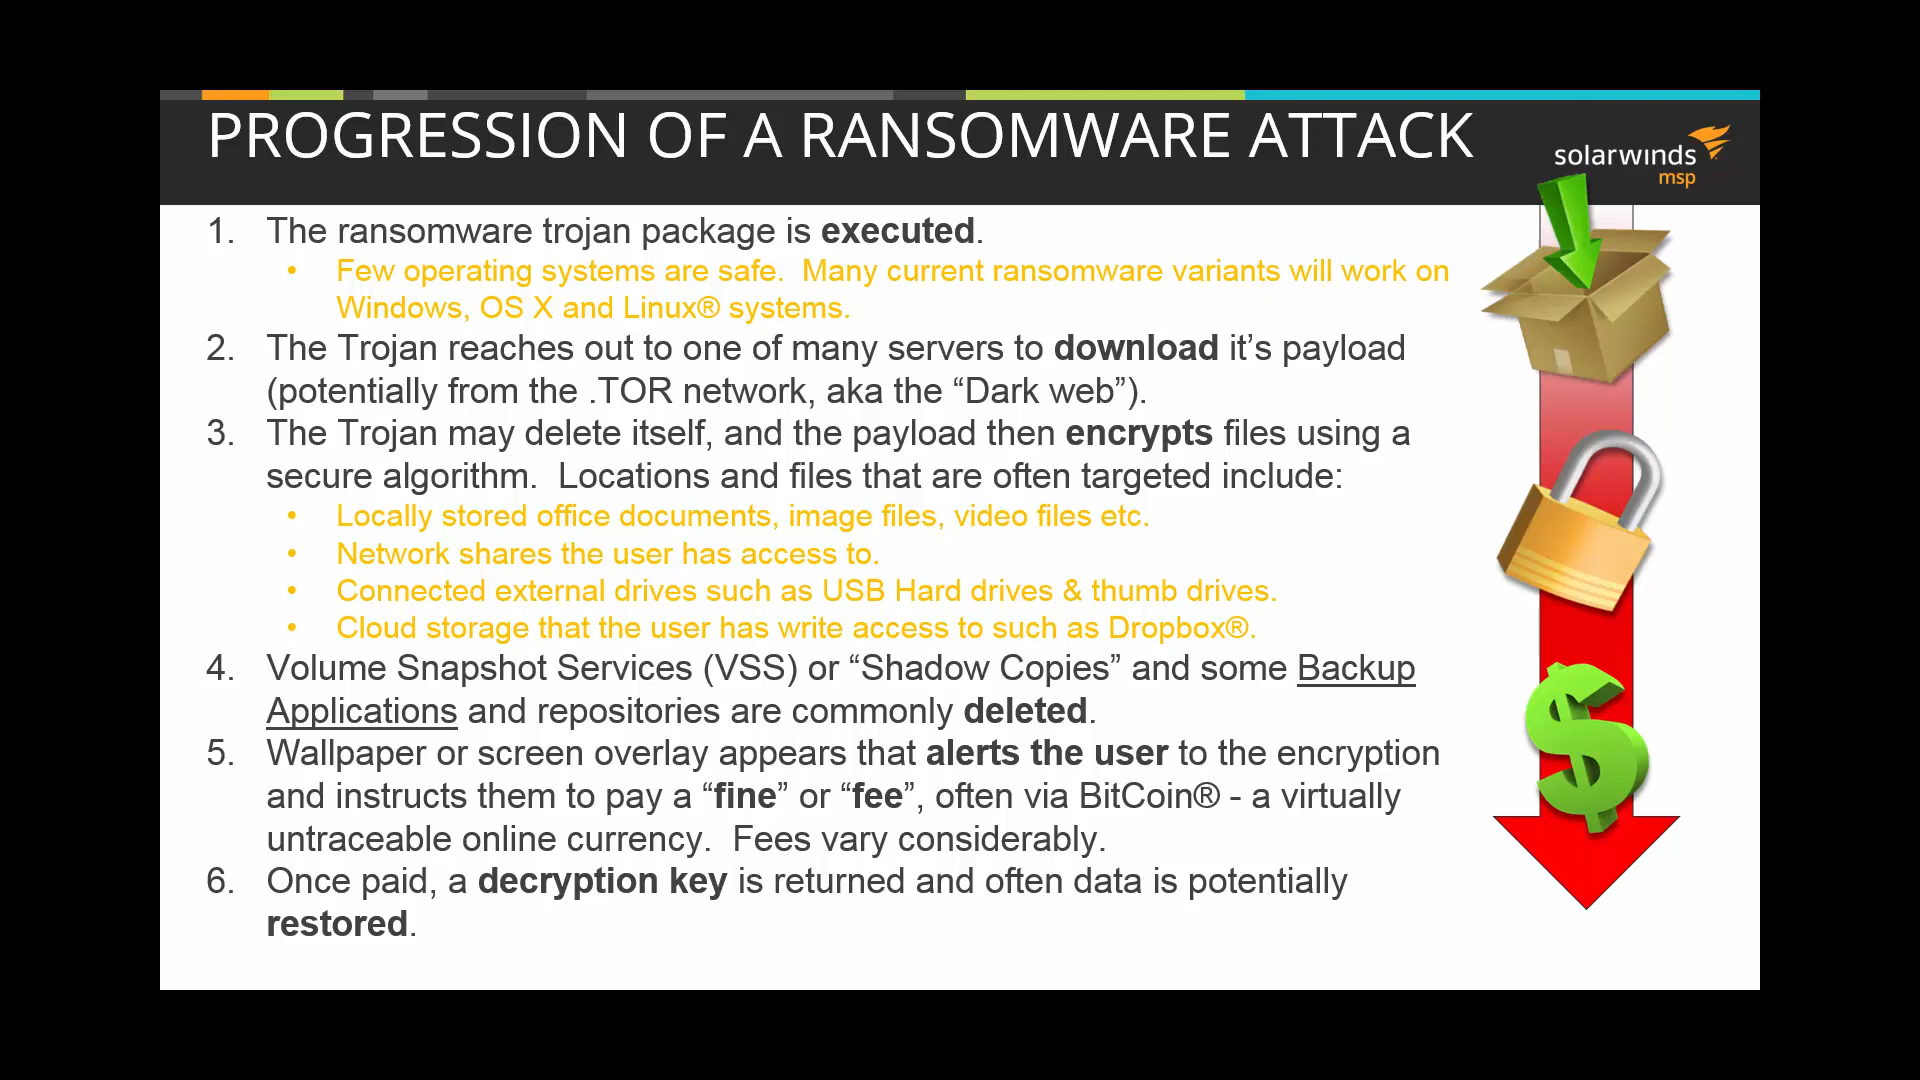 PROGRESSION OF A RANSOMWARE ATTACK
solarwinds
msp
1. The ransomware trojan package is executed.
• Few operating systems are safe. Many current ransomware variants will work on
Windows, OS X and Linux® systems.
2. The Trojan reaches out to one of many servers to download it’s payload
(potentially from the .TOR network, aka the “Dark web”).
3. The Trojan may delete itself, and the payload then encrypts files using a
secure algorithm. Locations and files that are often targeted include:
• Locally stored office documents, image files, video files etc.
• Network shares the user has access to.
• Connected external drives such as USB Hard drives & thumb drives.
• Cloud storage that the user has write access to such as Dropbox®.
4. Volume Snapshot Services (VSS) or “Shadow Copies” and some Backup
Applications and repositories are commonly deleted.
5. Wallpaper or screen overlay appears that alerts the user to the encryption
and instructs them to pay a “fine” or “fee”, often via BitCoin® - a virtually
untraceable online currency. Fees vary considerably.
6. Once paid, a decryption key is returned and often data is potentially
restored.